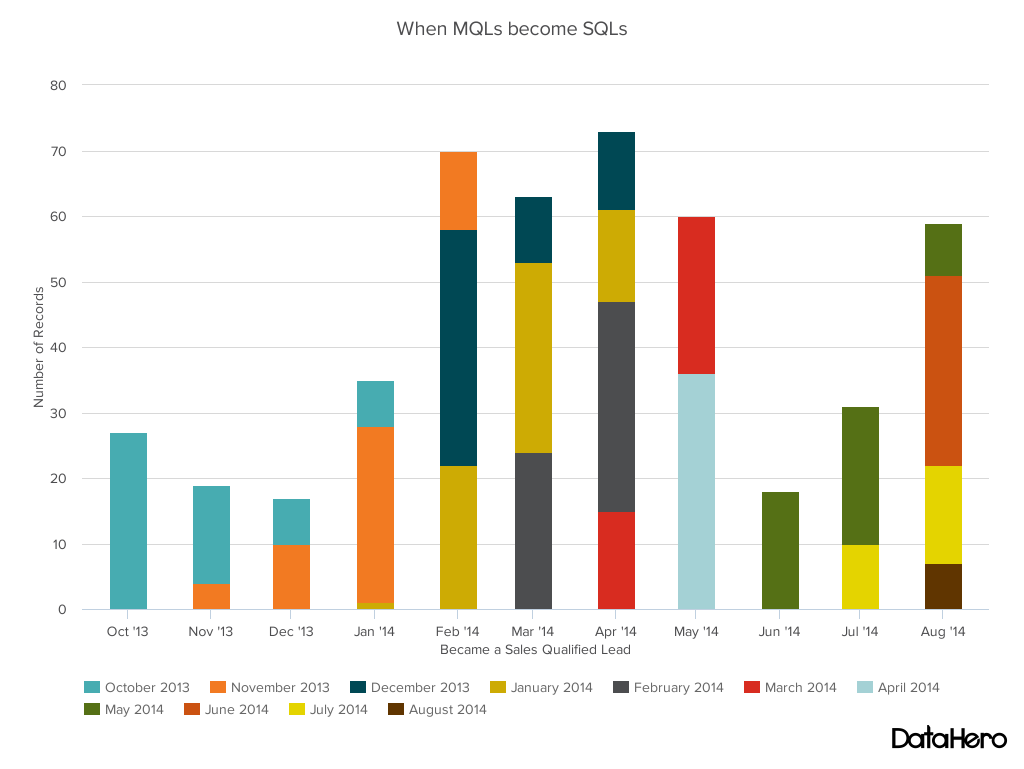 When MQLs become SQLs
80
70
60
50
40
30
20
10
0
Number of Records
Oct '13 Nov '13 Dec '13 Jan '14 Feb '14 Mar '14 Apr '14 May '14 Jun '14 Jul '14 Aug '14
Became a Sales Qualified Lead
October 2013 November 2013 December 2013 January 2014 February 2014 March 2014 April 2014
May 2014 June 2014 July 2014 August 2014
DataHero